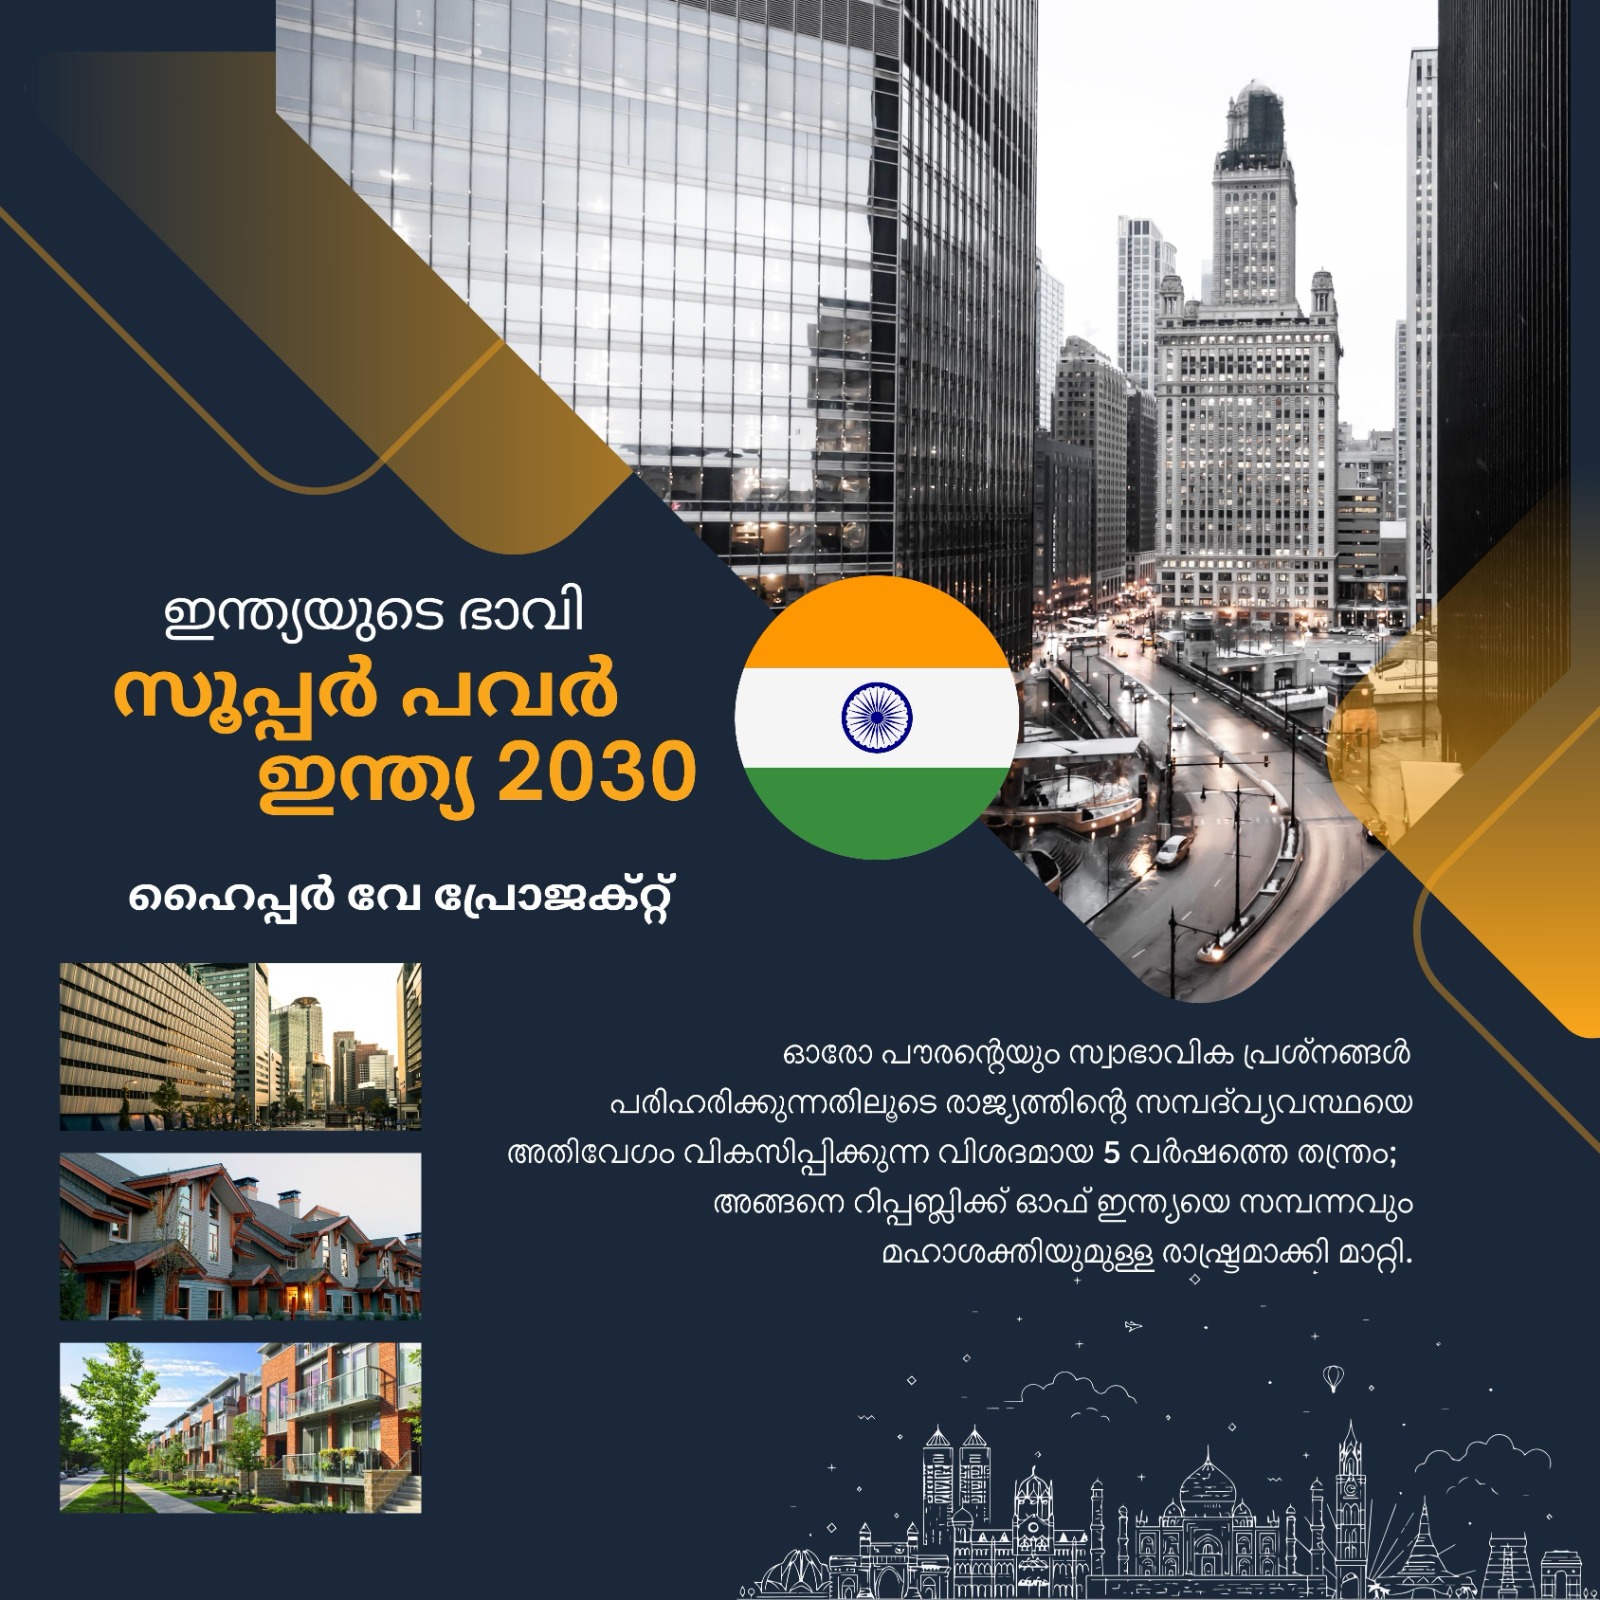 ഇന്ത്യയുടെ ഭാവി
സൂപ്പർ പവർ
ഇന്ത്യ 2030
ഹൈപ്പർ വേ പ്രോജക്റ്റ്
ഓരോ പൗരന്റെയും സ്വാഭാവിക പ്രശ്നങ്ങൾ
പരിഹരിക്കുന്നതിലൂടെ രാജ്യത്തിന്റെ സമ്പദ്‌വ്യവസ്ഥയെ
അതിവേഗം വികസിപ്പിക്കുന്ന വിശദമായ 5 വർഷത്തെ തന്ത്രം;
അങ്ങനെ റിപ്പബ്ലിക്ക് ഓഫ് ഇന്ത്യയെ സമ്പന്നവും
മഹാശക്തിയുമുള്ള രാഷ്ട്രമാക്കി മാറ്റി.